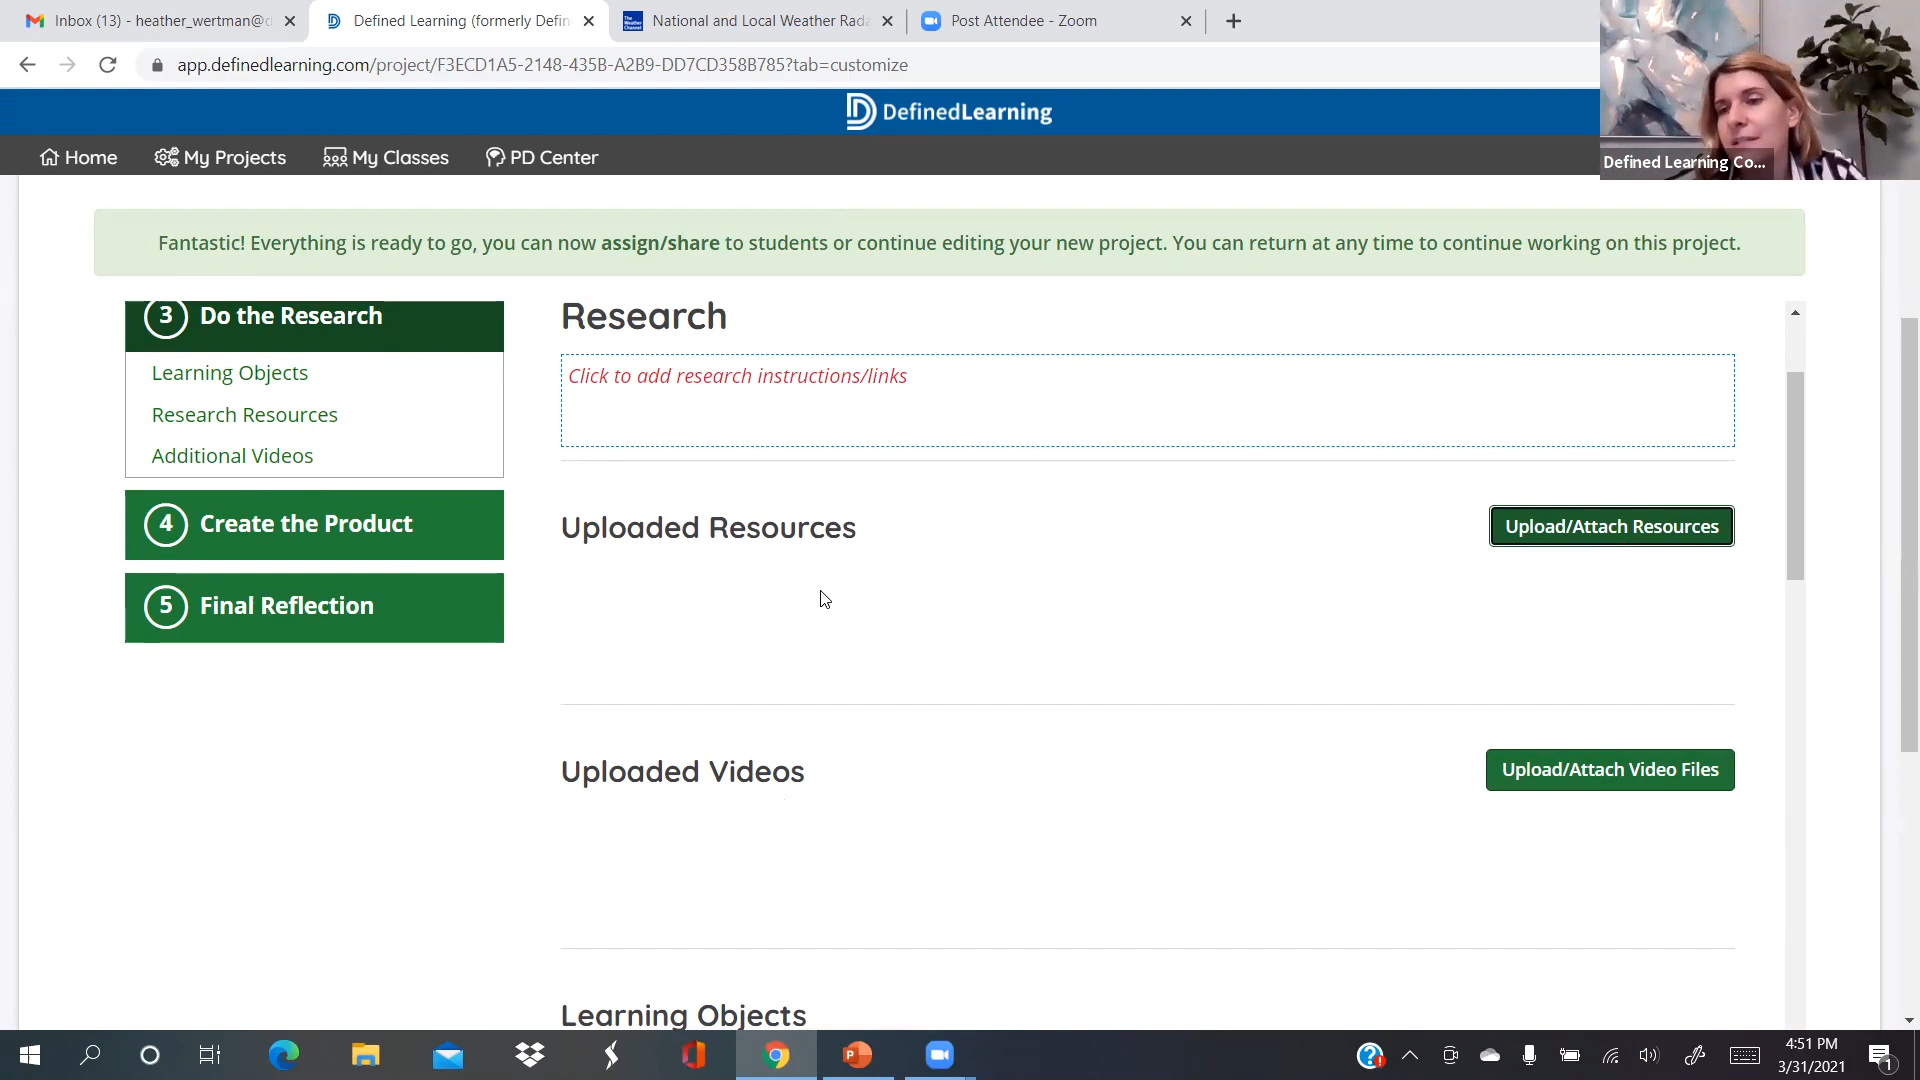 Inbox (13) - heather_wertman@d
Defined Learning (formerly Defin
National and Local Weather Rada
Post Attendee - Zoom
app.definedlearning.com/project/F3ECD1A5-2148-435B-A2B9-DD7CD358B785?tab=customize
DefinedLearning
Home
My Projects
My Classes
PD Center
Defined Learning Co...
Fantastic! Everything is ready to go, you can now assign/share to students or continue editing your new project. You can return at any time to continue working on this project.
3 Do the Research
Learning Objects
Research Resources
Additional Videos
4 Create the Product
5 Final Reflection
Research
Click to add research instructions/links
Uploaded Resources
Upload/Attach Resources
Uploaded Videos
Upload/Attach Video Files
Learning Objects
4:51 PM
3/31/2021
1